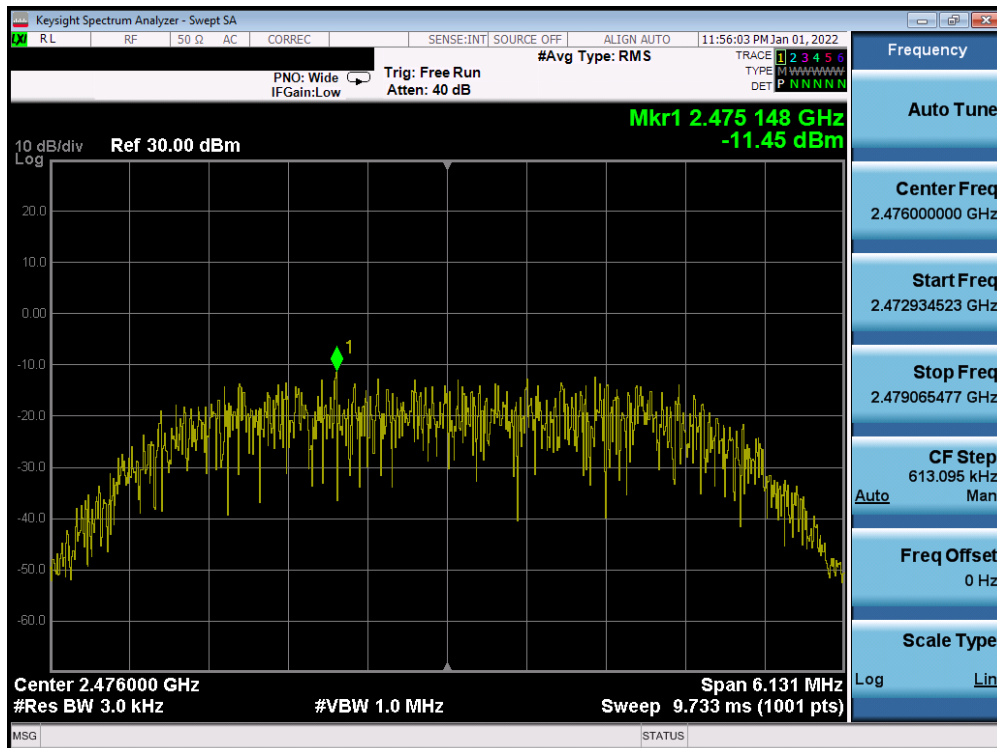 Keysight Spectrum Analyzer - Swept SA
LXI RL RF 50 Ω AC CORREC SENSE:INT SOURCE OFF ALIGN AUTO 11:56:03 PM Jan 01, 2022
#Avg Type: RMS
TRACE 1 2 3 4 5 6
PNO: Wide Trig: Free Run
TYPE M WWWWW
IFGain:Low Atten: 40 dB
DET P N N N N N
Mkr1 2.475 148 GHz
-11.45 dBm
10 dB/div Ref 30.00 dBm
Log
20.0
10.0
0.00
1
-10.0
-20.0
-30.0
-40.0
-50.0
-60.0
Center 2.476000 GHz Span 6.131 MHz
#Res BW 3.0 kHz #VBW 1.0 MHz Sweep 9.733 ms (1001 pts)
MSG STATUS
Frequency
Auto Tune
Center Freq
2.476000000 GHz
Start Freq
2.472934523 GHz
Stop Freq
2.479065477 GHz
CF Step
613.095 kHz
Auto Man
Freq Offset
0 Hz
Scale Type
Log Lin